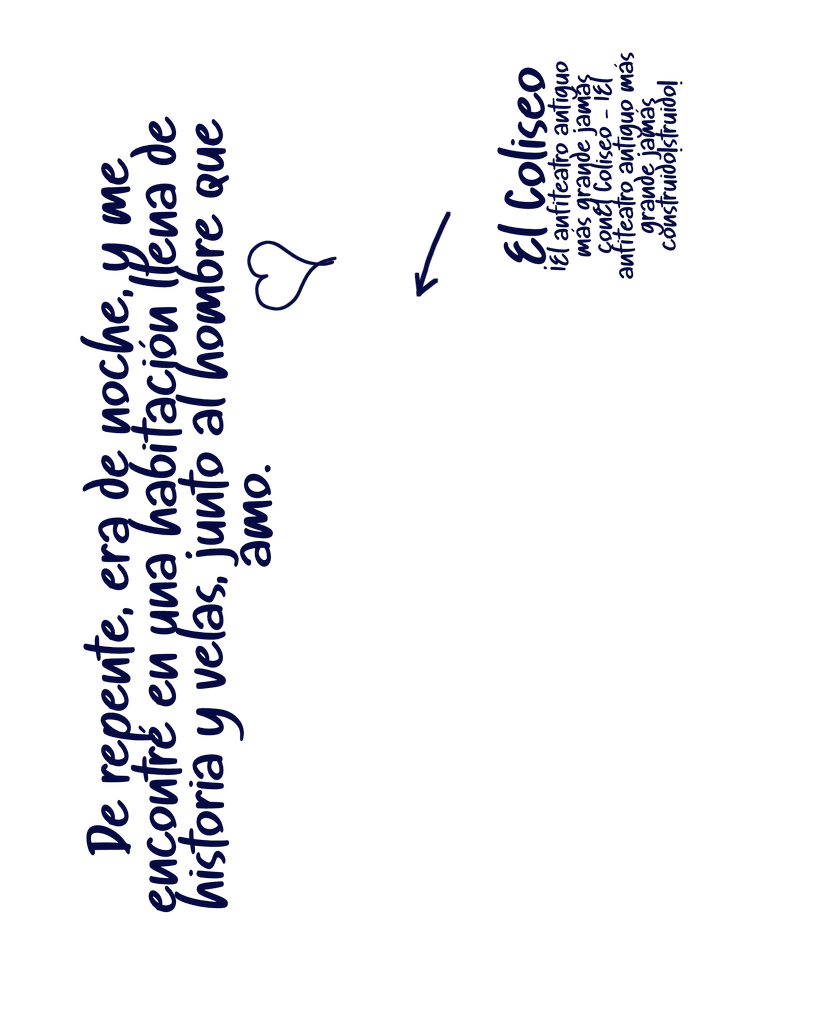 De repente, era de noche, y me
encontré en una habitación llena de
historia y velas, junto al hombre que
amo.
El Coliseo
¡El anfiteatro antiguo
más grande jamás
conEl Coliseo - ¡El
anfiteatro antiguo más
grande jamás
construido!struido!